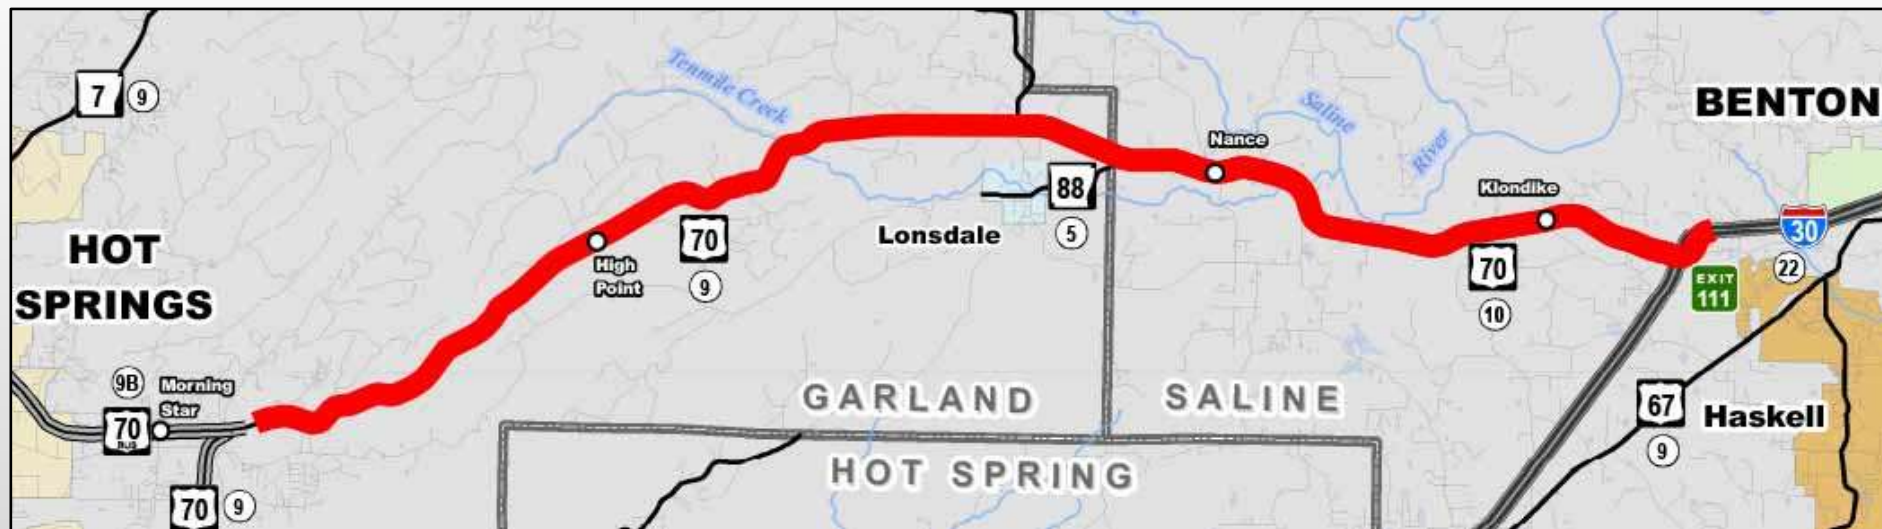 7
9
Tenmile Creek
Saline
River
BENTON
Nance
88
5
Klondike
HOT
SPRINGS
Lonsdale
70
9
High
Point
70
10
30
22
EXIT
111
9B
Morning
Star
70
BUS
70
9
GARLAND
SALINE
HOT SPRING
67
9
Haskell